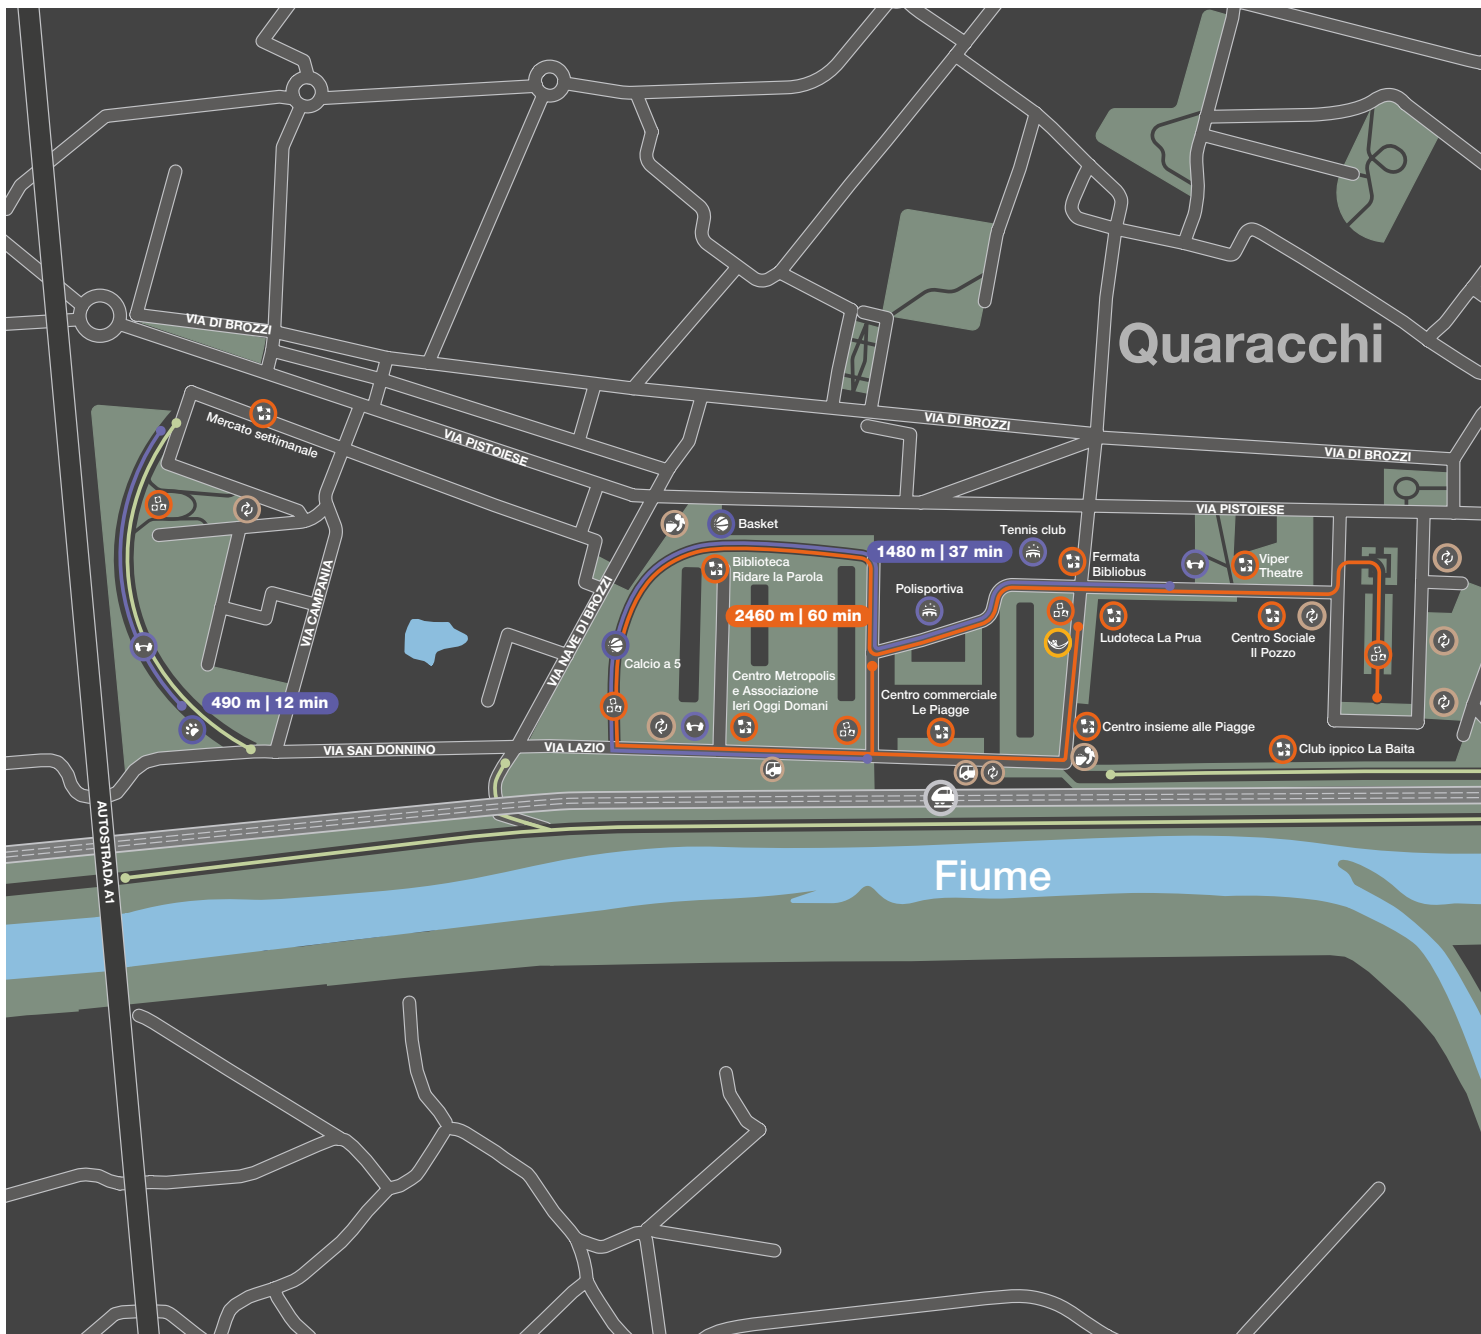 VIA DI BROZZI
Quaracchi
Mercato settimanale
VIA PISTOIESE
VIA DI BROZZI
VIA DI BROZZI
VIA PISTOIESE
Basket
Tennis club
1480 m | 37 min
Fermata
Bibliobus
Viper
Theatre
Biblioteca
Ridare la Parola
Polisportiva
VIA CAMPANIA
VIA NAVE DI BROZZI
2460 m | 60 min
Ludoteca La Prua
Centro Sociale
Il Pozzo
Calcio a 5
Centro Metropolis
e Associazione
Ieri Oggi Domani
Centro commerciale
Le Piagge
490 m | 12 min
Centro insieme alle Piagge
Club ippico La Baita
VIA SAN DONNINO
VIA LAZIO
AUTOSTRADA A1
Fiume